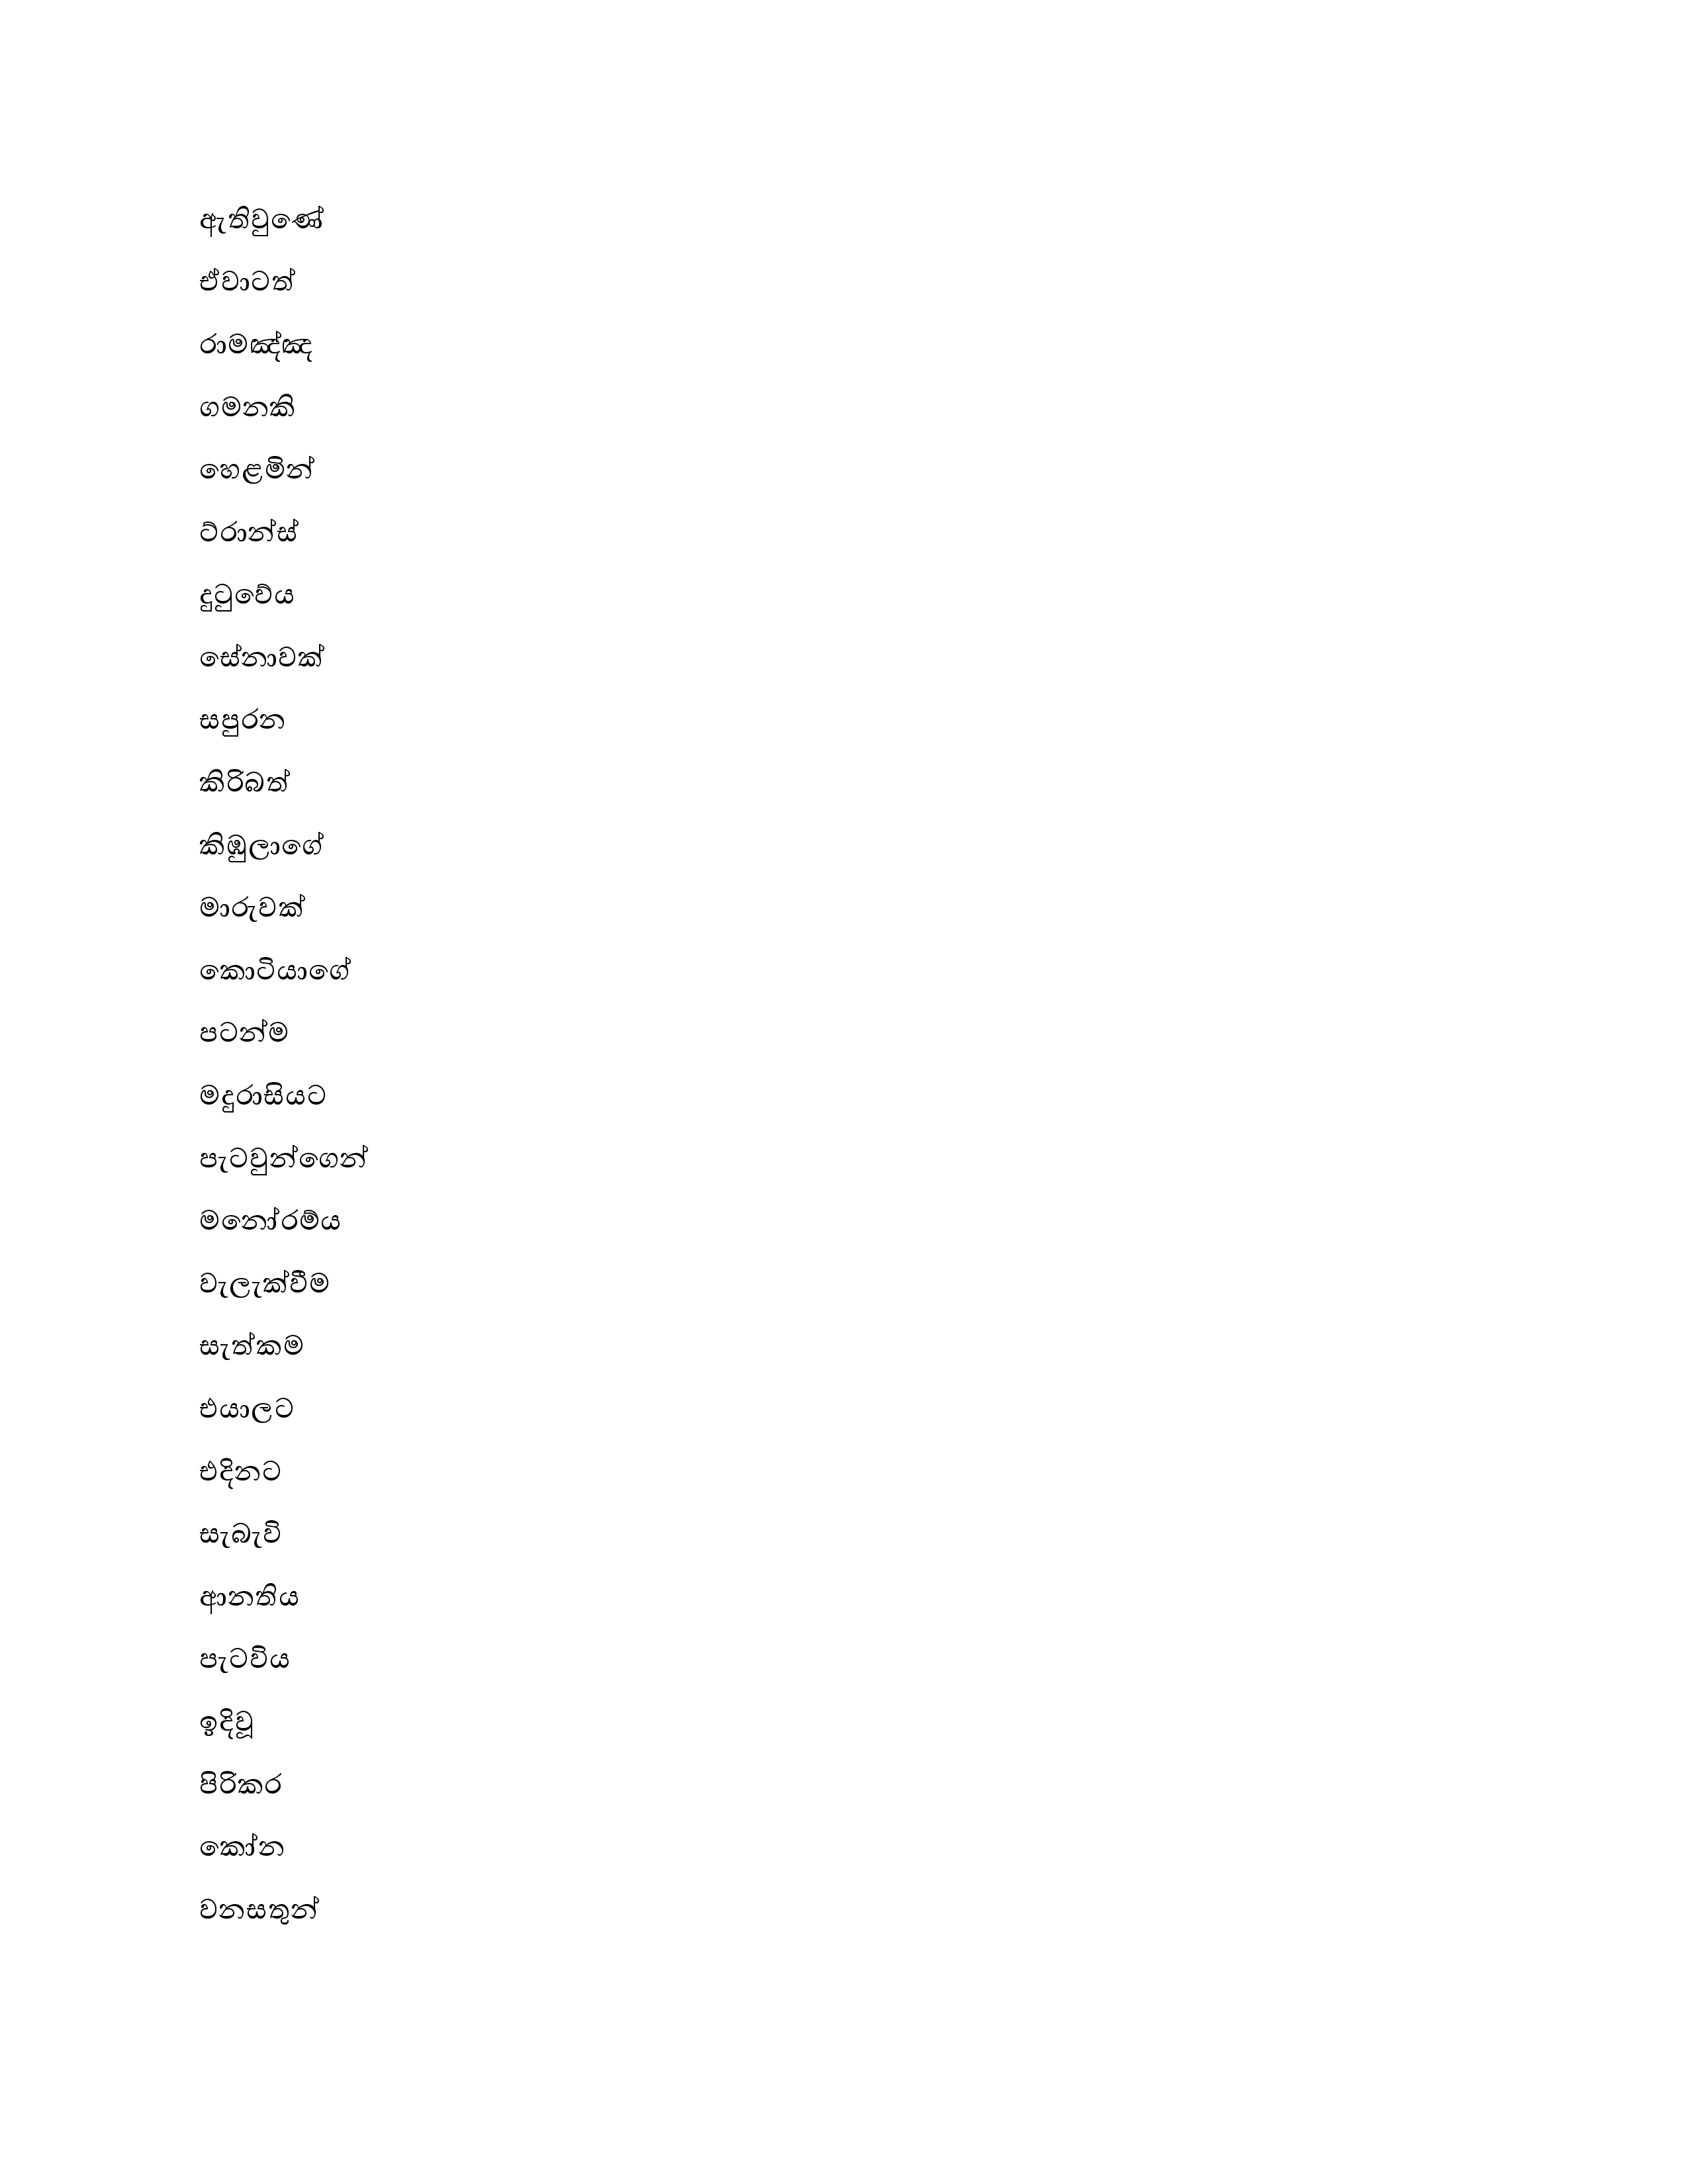 ඇතිවුණේ
ඒවාටත්
රාමඤ්ඤ
ගමනකි
හෙළමින්
ට්රාන්ස්
දුටුවේය
සේනාවක්
සපුරන
කිරිබත්
කිඹුලාගේ
මාරුවක්
කොටියාගේ
පටන්ම
මදුරාසියට
පැටවුන්ගෙන්
මනෝරම්ය
වැලැක්වීම
සැත්කම
එයාලට
එදිනට
සැබැවි
ආනතිය
පැටවිය
ඉදිවූ
පිරිකර
කෝන
වනසතුන්